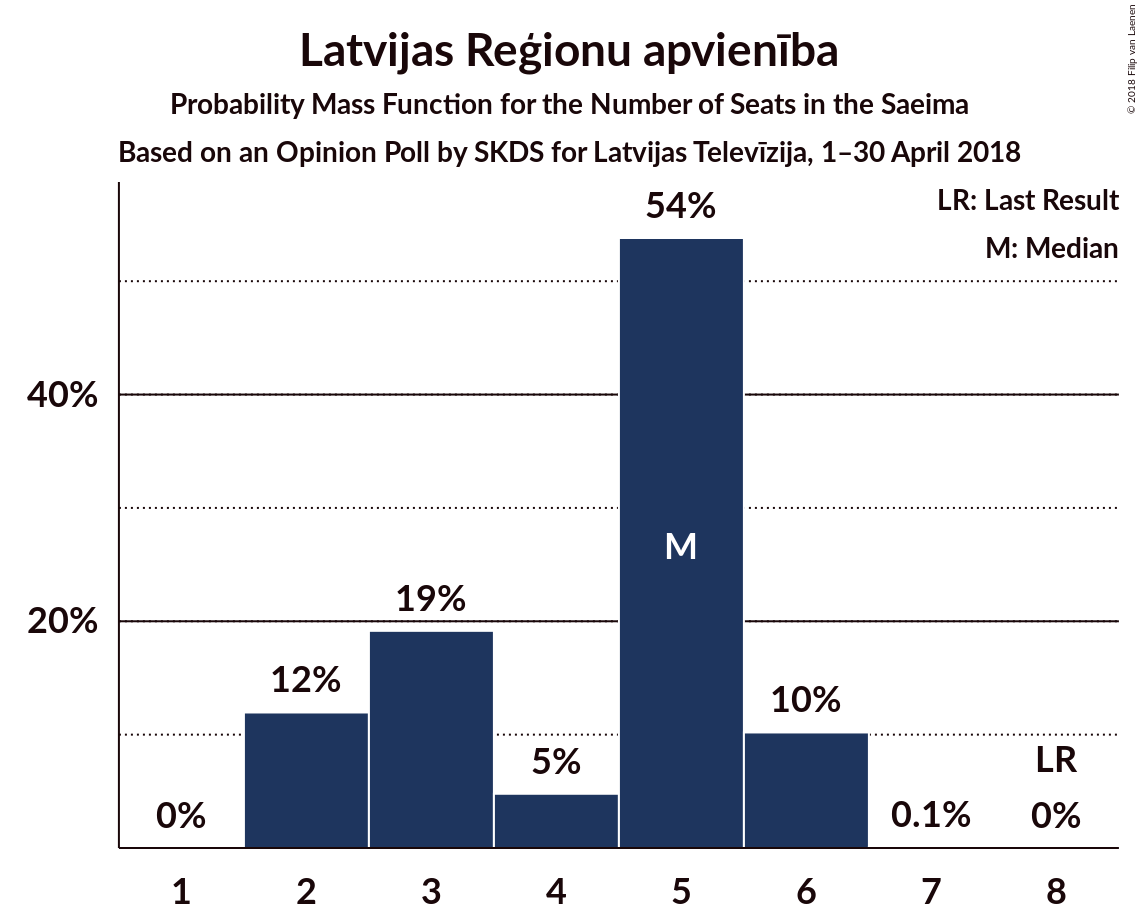 Latvijas Reģionu apvienība
Probability Mass Function for the Number of Seats in the Saeima
Based on an Opinion Poll by SKDS for Latvijas Televīzija, 1–30 April 2018
© 2018 Filip van Laenen
LR: Last Result
M: Median
54%
40%
M
19%
20%
12%
10%
5%
LR
0%
0.1%
0%
1 2 3 4 5 6 7 8